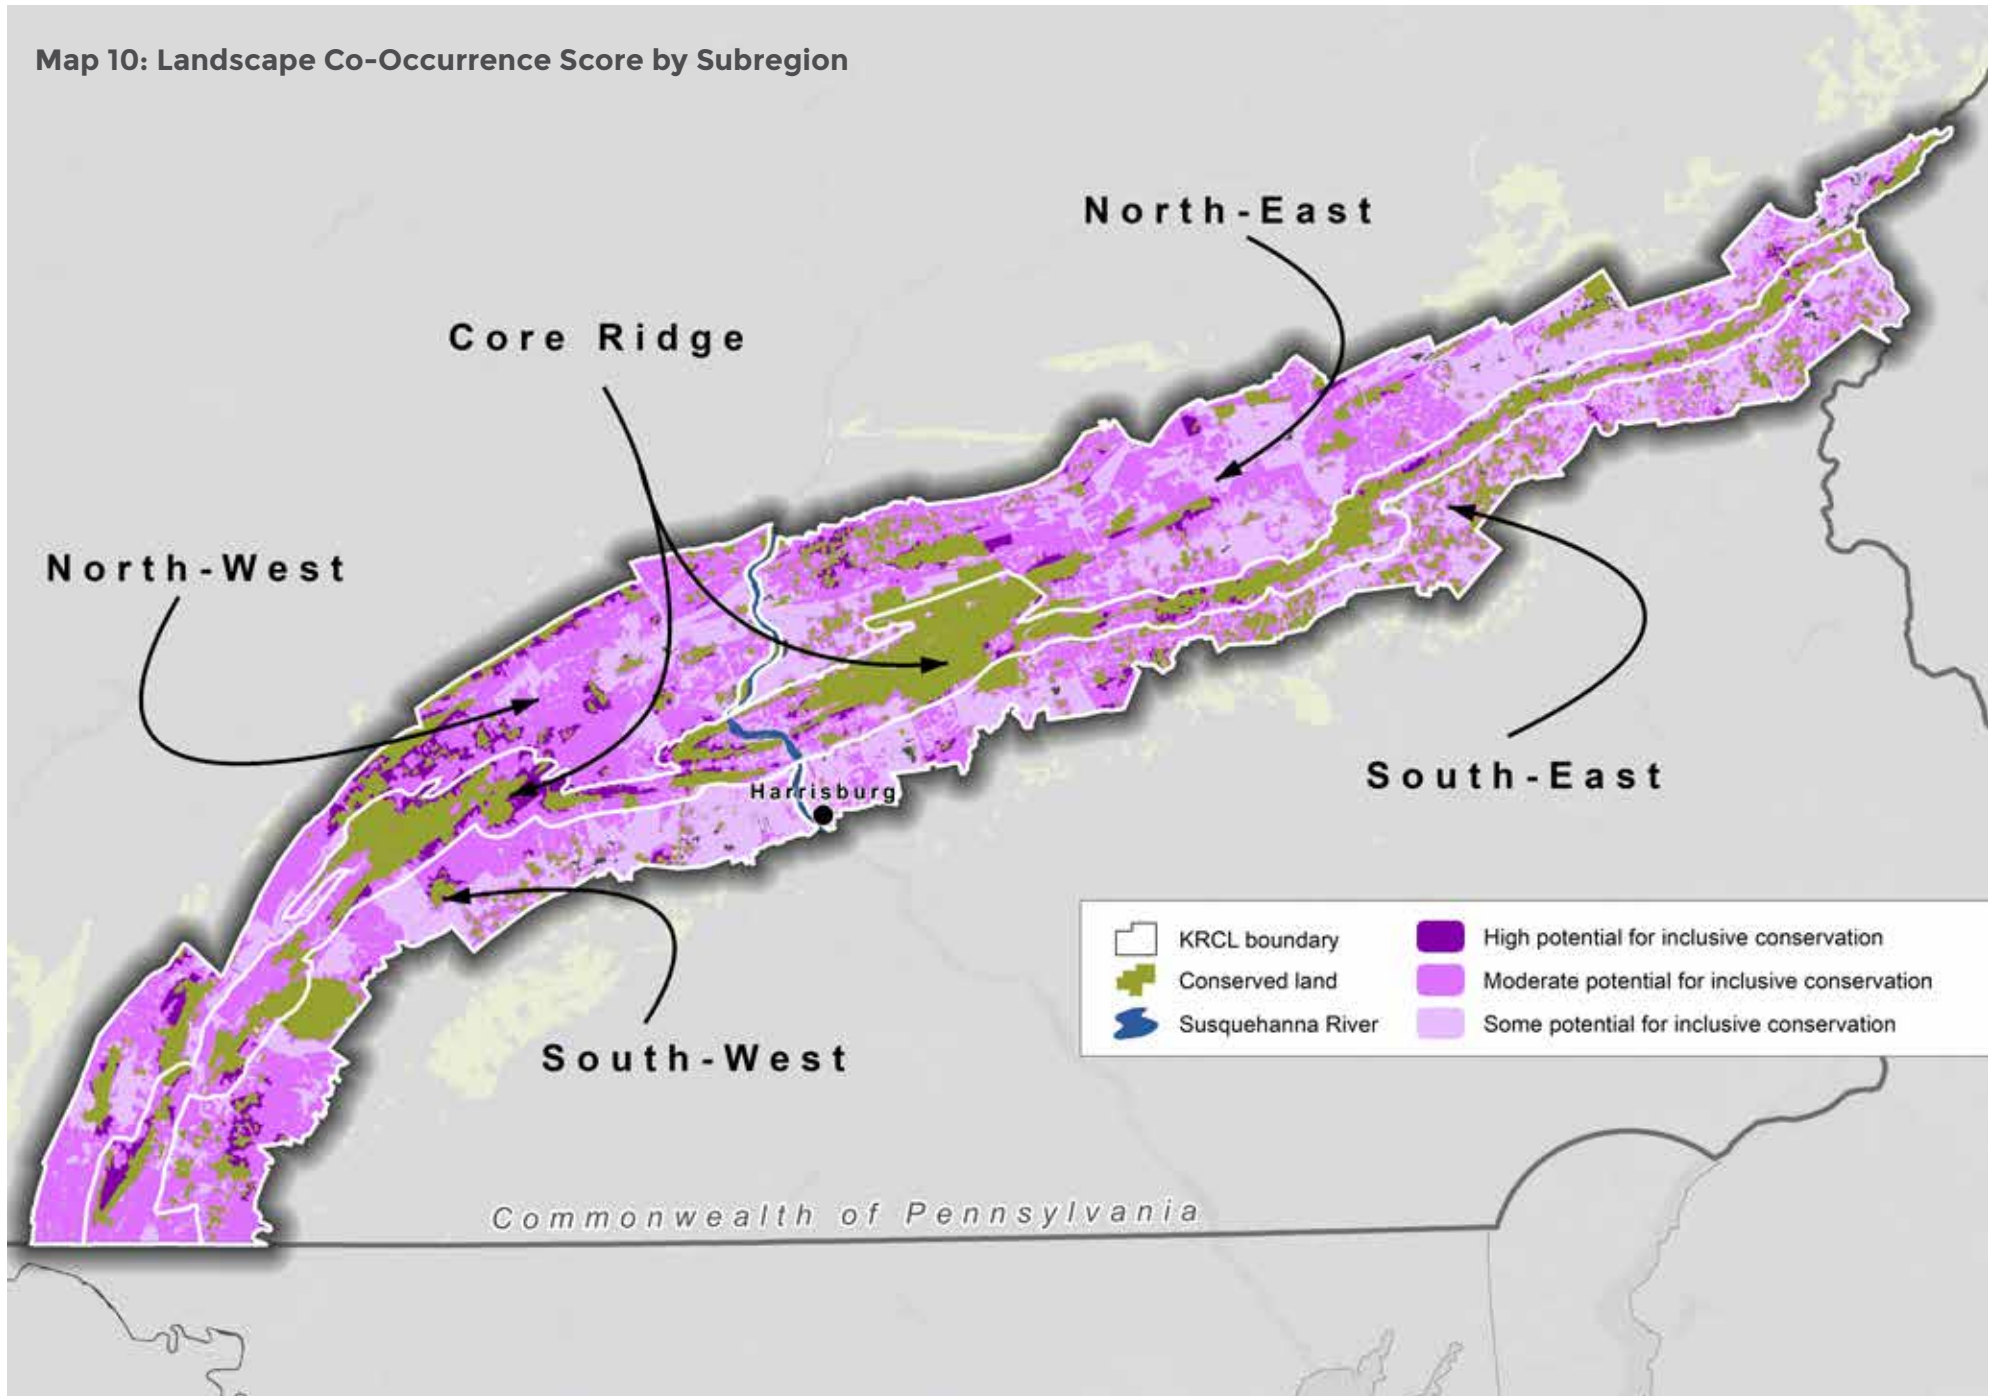 Map 10: Landscape Co-Occurrence Score by Subregion
North-East
Core Ridge
North-West
South-East
Harrisburg
South-West
KRCL boundary
Conserved land
Susquehanna River
High potential for inclusive conservation
Moderate potential for inclusive conservation
Some potential for inclusive conservation
Commonwealth of Pennsylvania